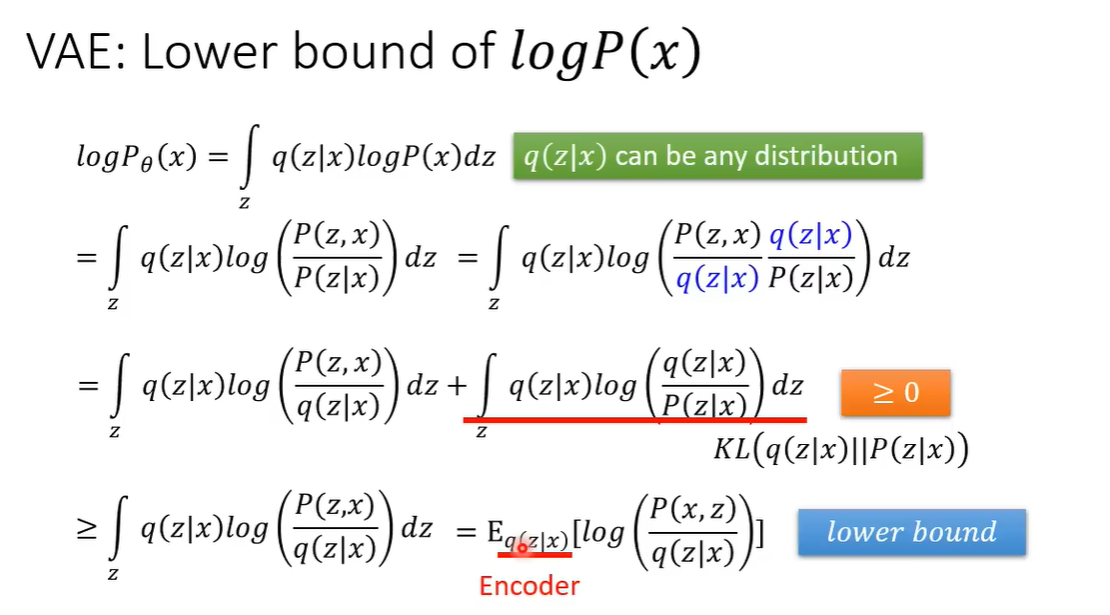 VAE: Lower bound of logP(x)
logP_θ(x) = ∫_z q(z|x)logP(x)dz q(z|x) can be any distribution
= ∫_z q(z|x)log(P(z,x)/P(z|x))dz = ∫_z q(z|x)log(P(z,x)/q(z|x) q(z|x)/P(z|x))dz
= ∫_z q(z|x)log(P(z,x)/q(z|x))dz + ∫_z q(z|x)log(q(z|x)/P(z|x))dz ≥ 0
KL(q(z|x)||P(z|x))
≥ ∫_z q(z|x)log(P(z,x)/q(z|x))dz = E_q(z|x)[log(P(x,z)/q(z|x))] lower bound
Encoder